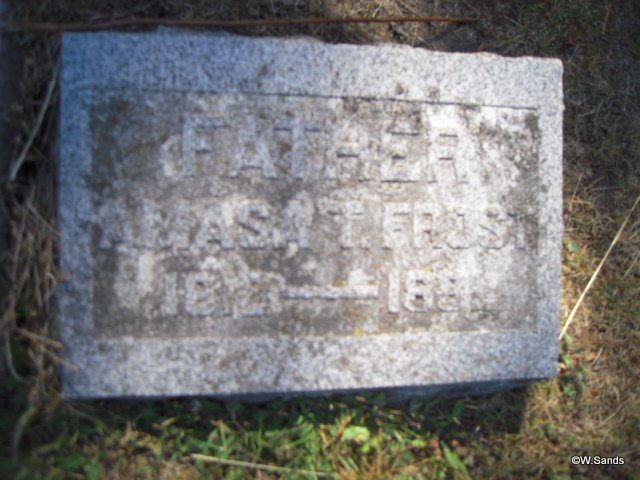 FATHER
AMASA T. FROST
©W.Sands